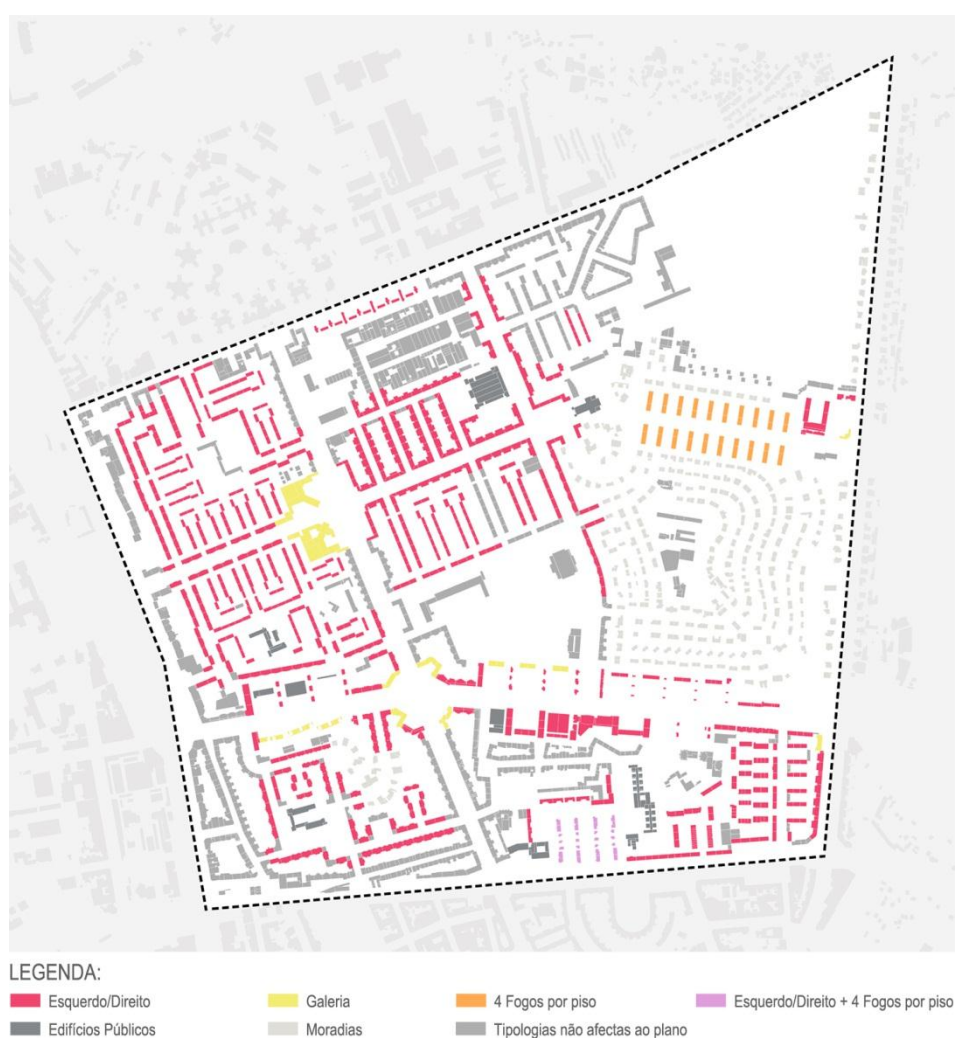 LEGENDA:
Esquerdo/Direito Galeria 4 Fogos por piso Esquerdo/Direito + 4 Fogos por piso
Edifícios Públicos Moradias Tipologias não afectas ao plano